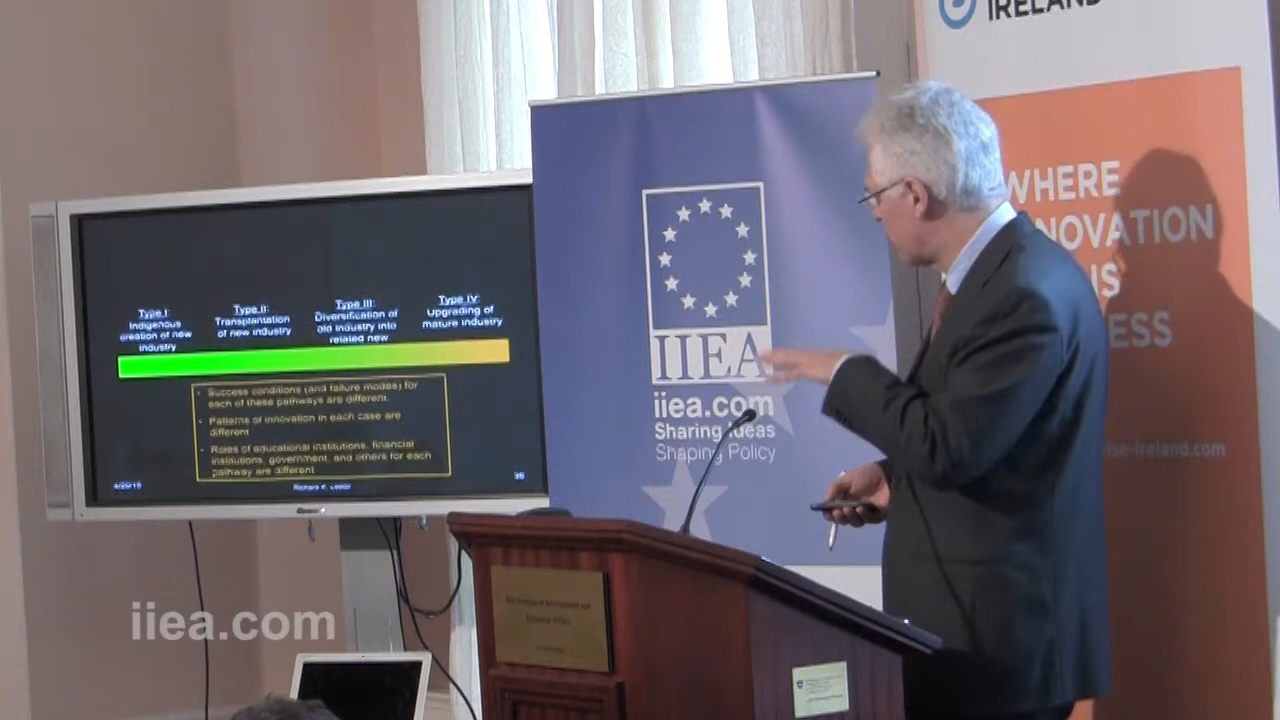 IRELAND
WHERE
INNOVATION
IS
ESS
ise-ireland.com
IIEA
iiea.com
Sharing Ideas
Shaping Policy
Type I:
Indigenous
creation of new
industry
Type II:
Transplantation
of new industry
Type III:
Diversification of
old industry into
related new
Type IV:
Upgrading of
mature industry
- Success conditions (and failure modes) for
each of these pathways are different.
- Patterns of innovation in each case are
different
- Roles of educational institutions, financial
institutions, government, and others for each
pathway are different
Richard K. Lester
iiea.com